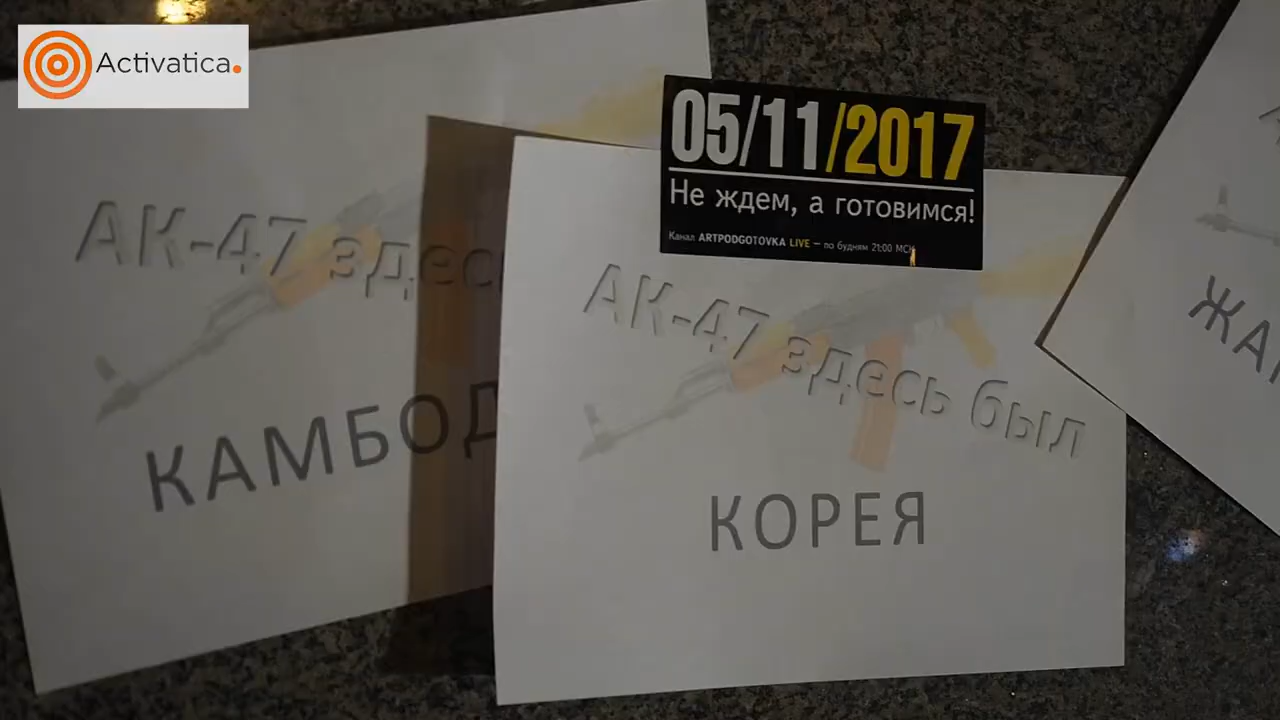 Activatica.
05/11/2017
Не ждем, а готовимся!
Канал ARTPODGOTOVKA LIVE – по будням 21:00 МСК
АК-47 здесь
КАМБОД
АК-47 здесь был
КОРЕЯ